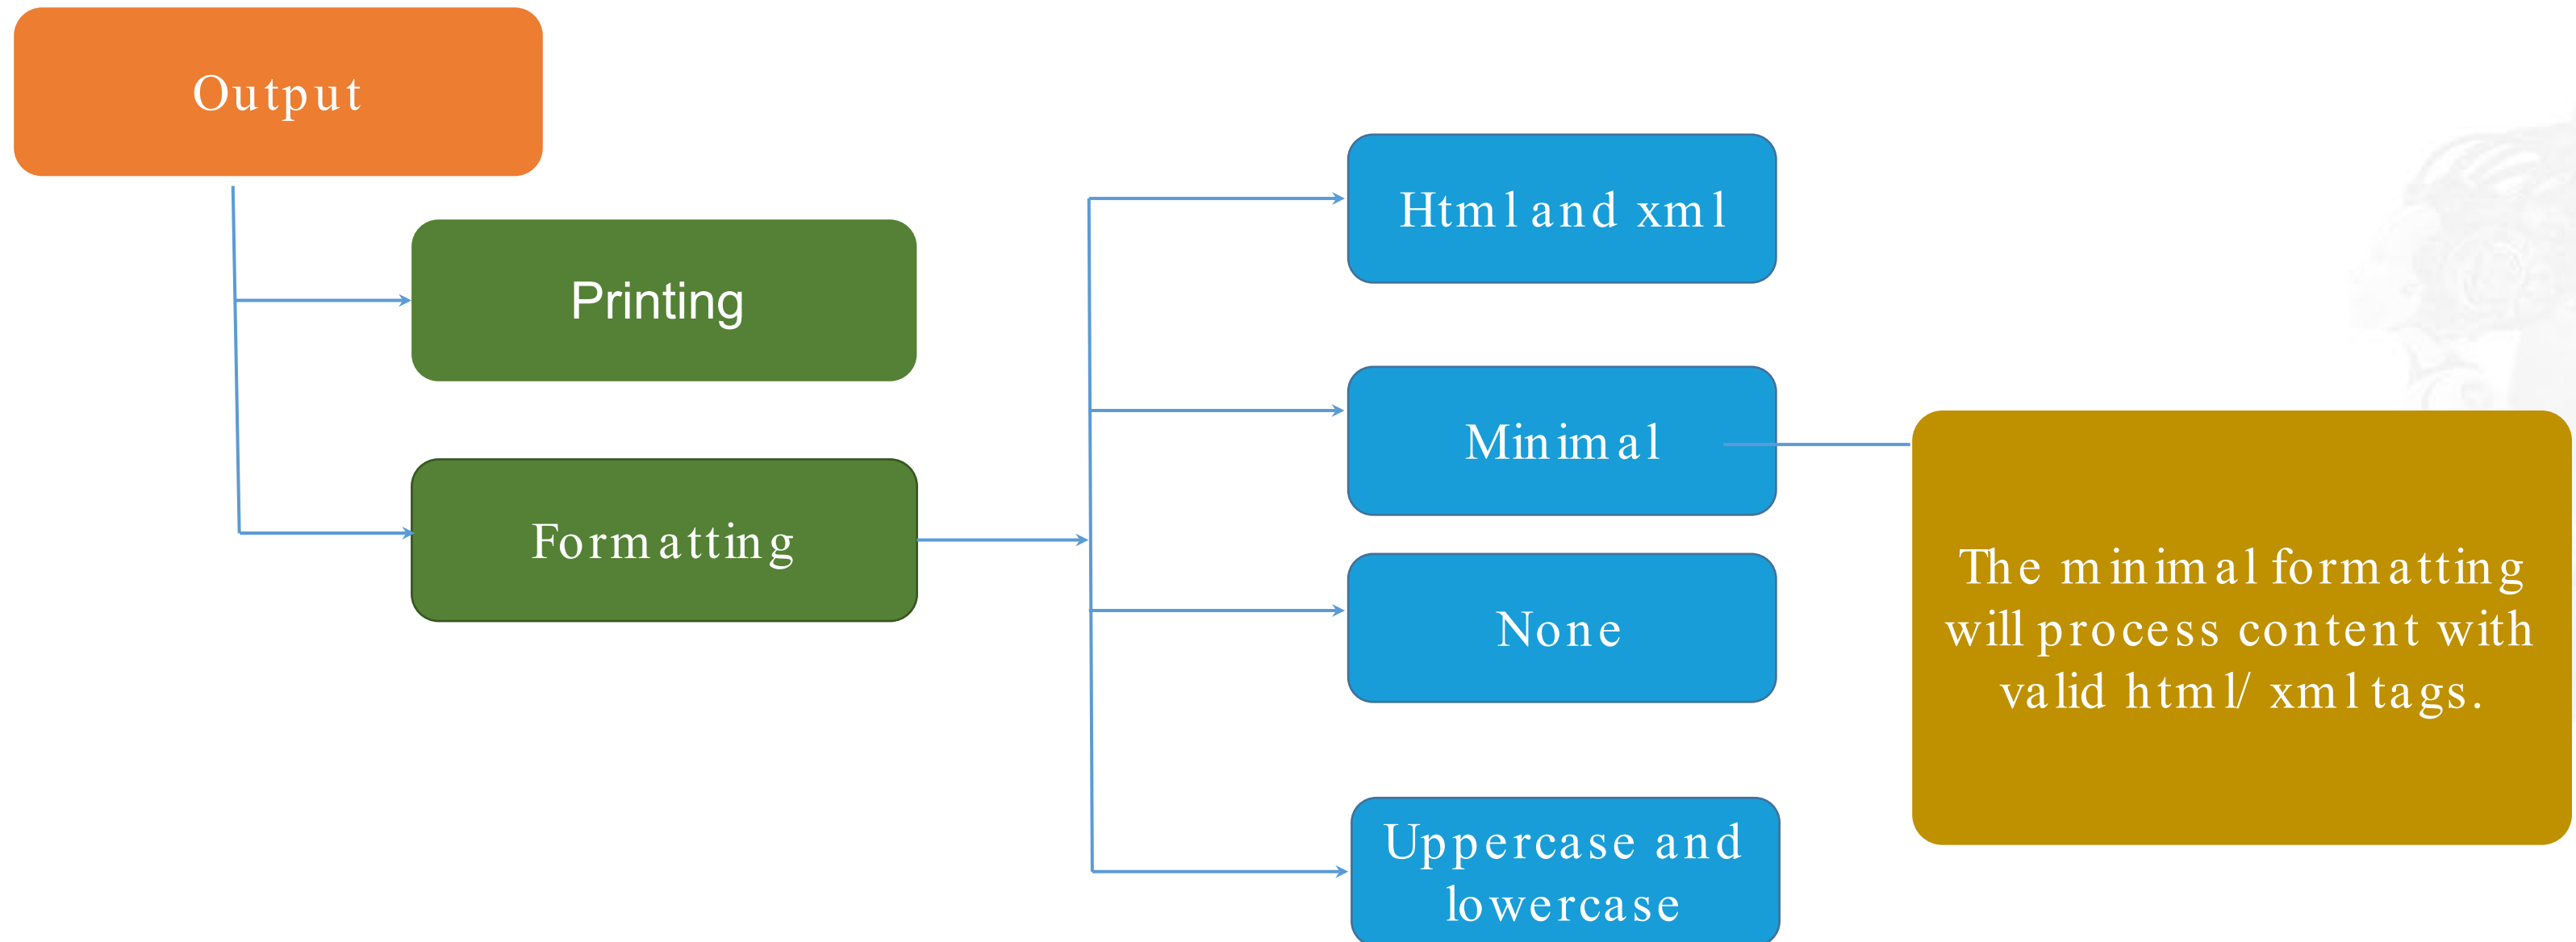 Output
Printing
Formatting
Html and xml
Minimal
None
Uppercase and
lowercase
The minimal formatting
will process content with
valid html/ xml tags.